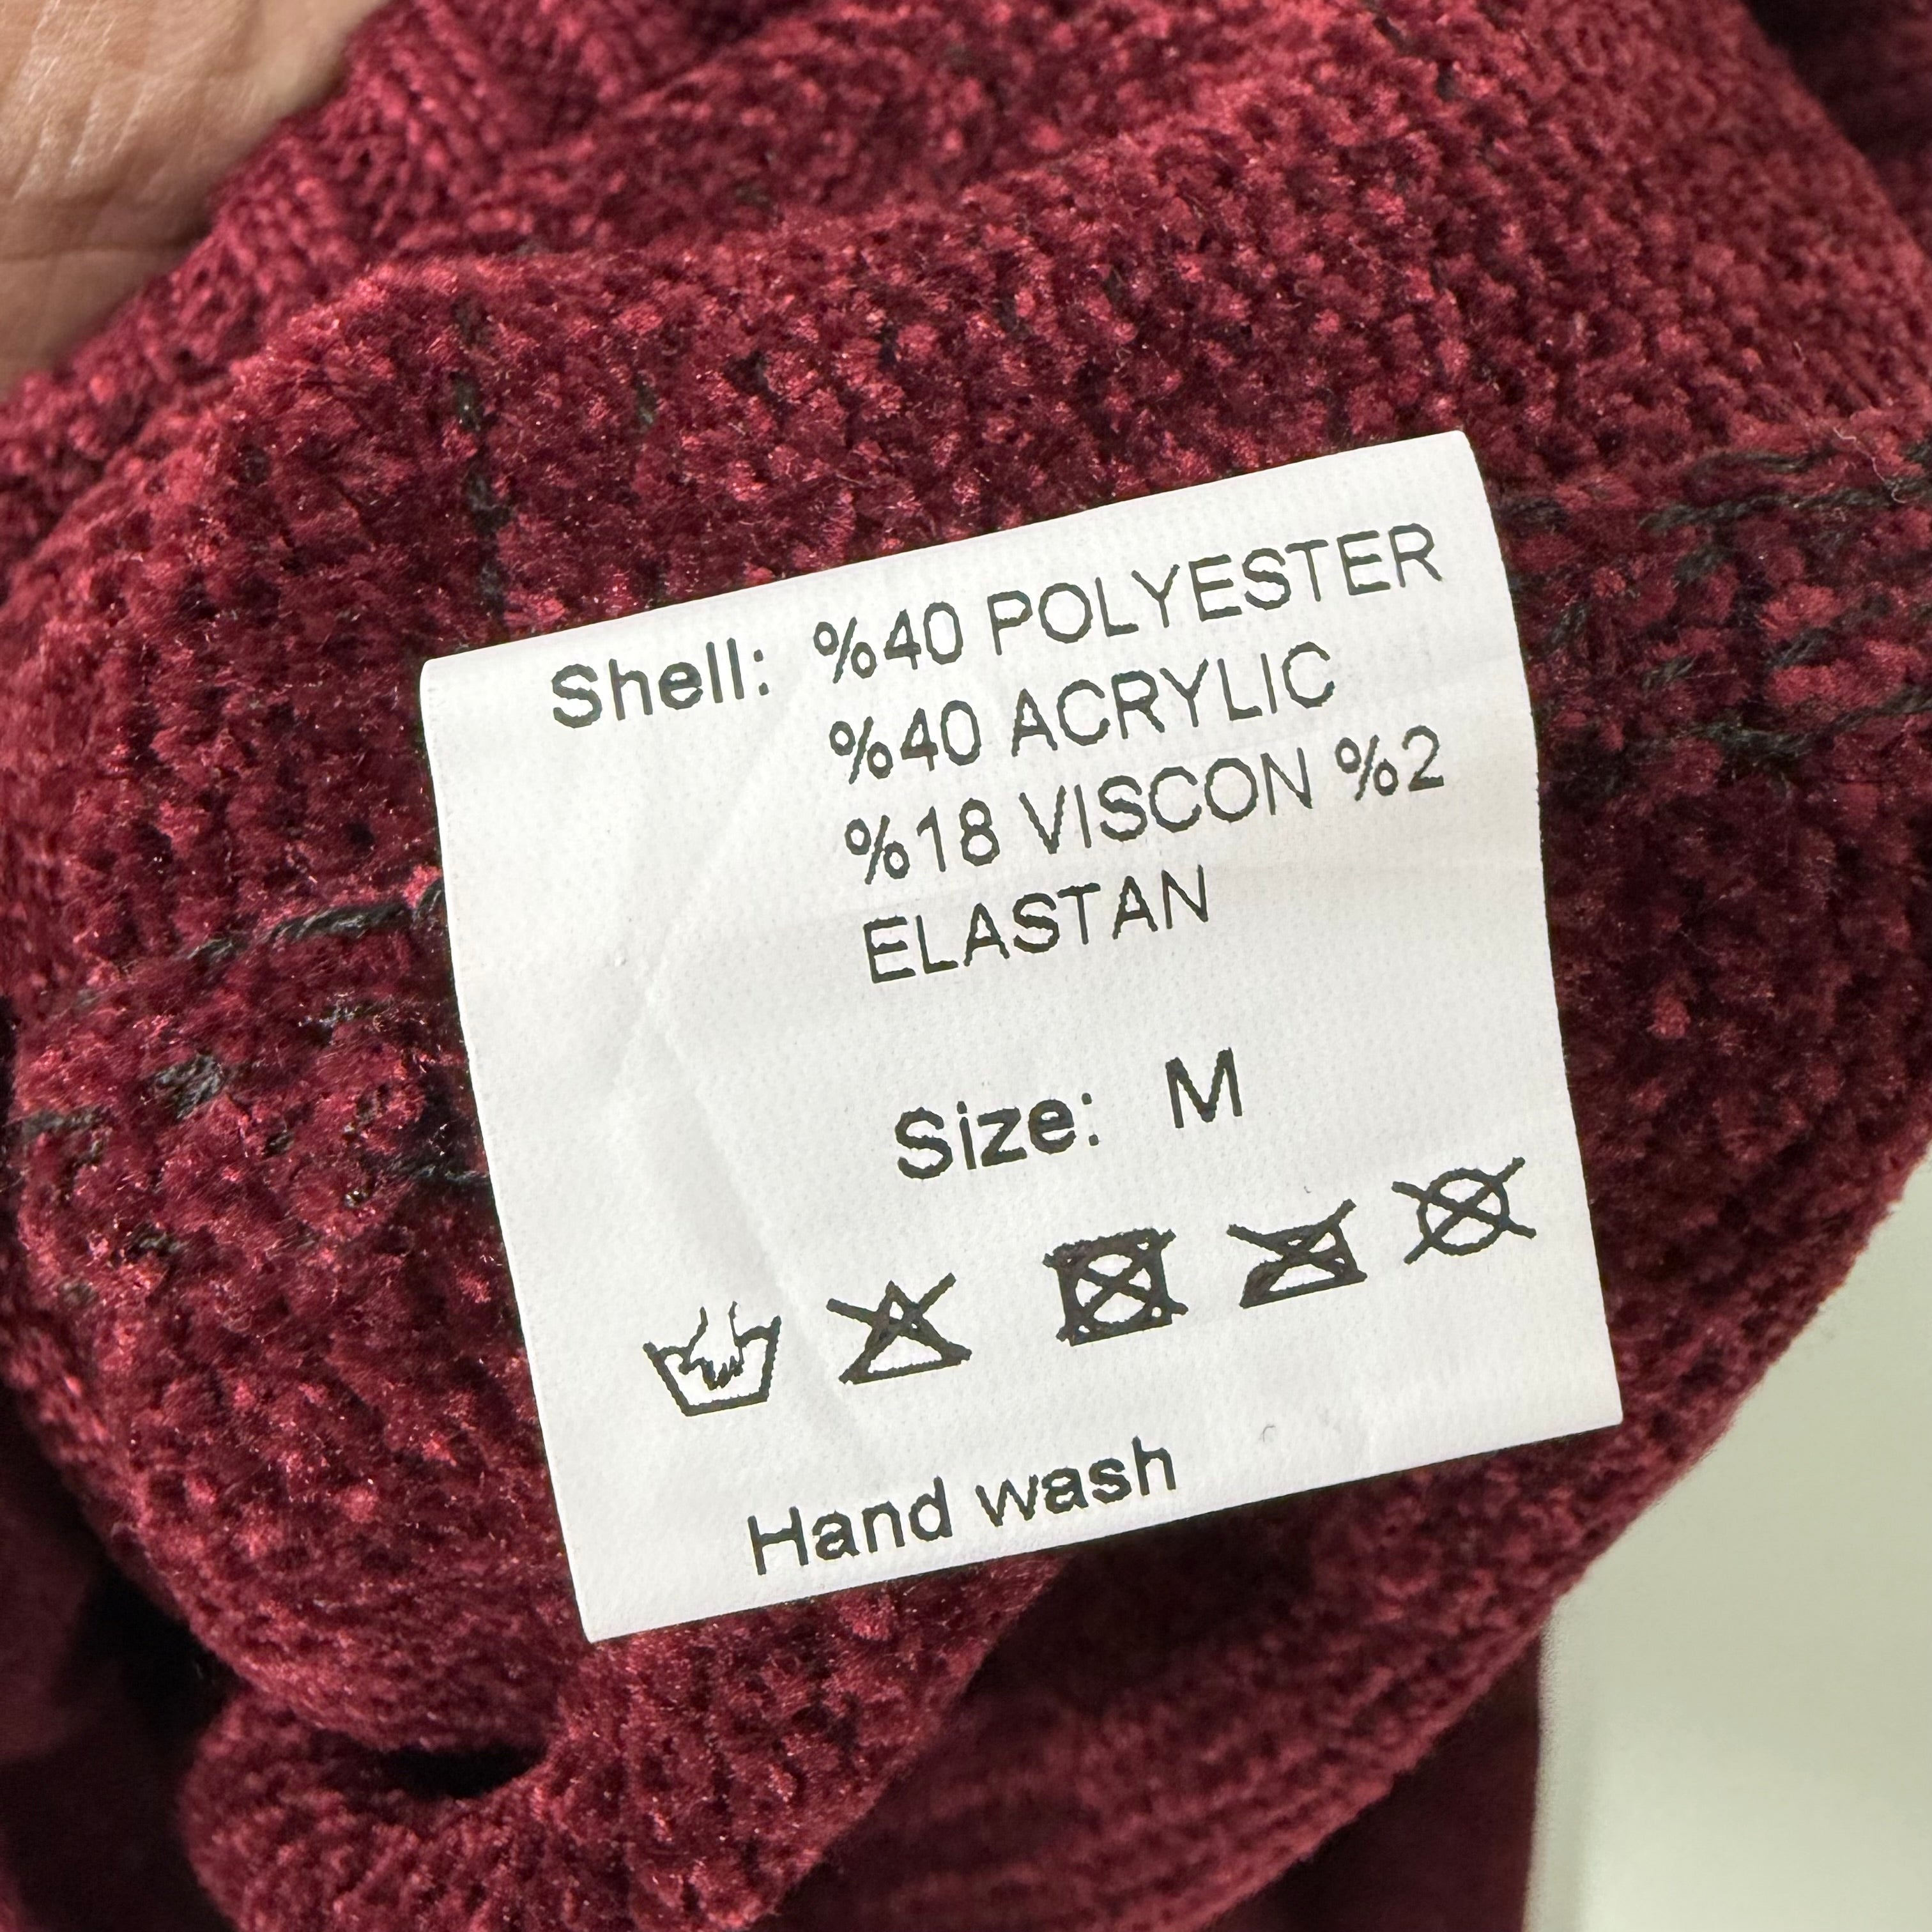 Shell: %40 POLYESTER
%40 ACRYLIC
%18 VISCON %2
ELASTAN
Size: M
Hand wash